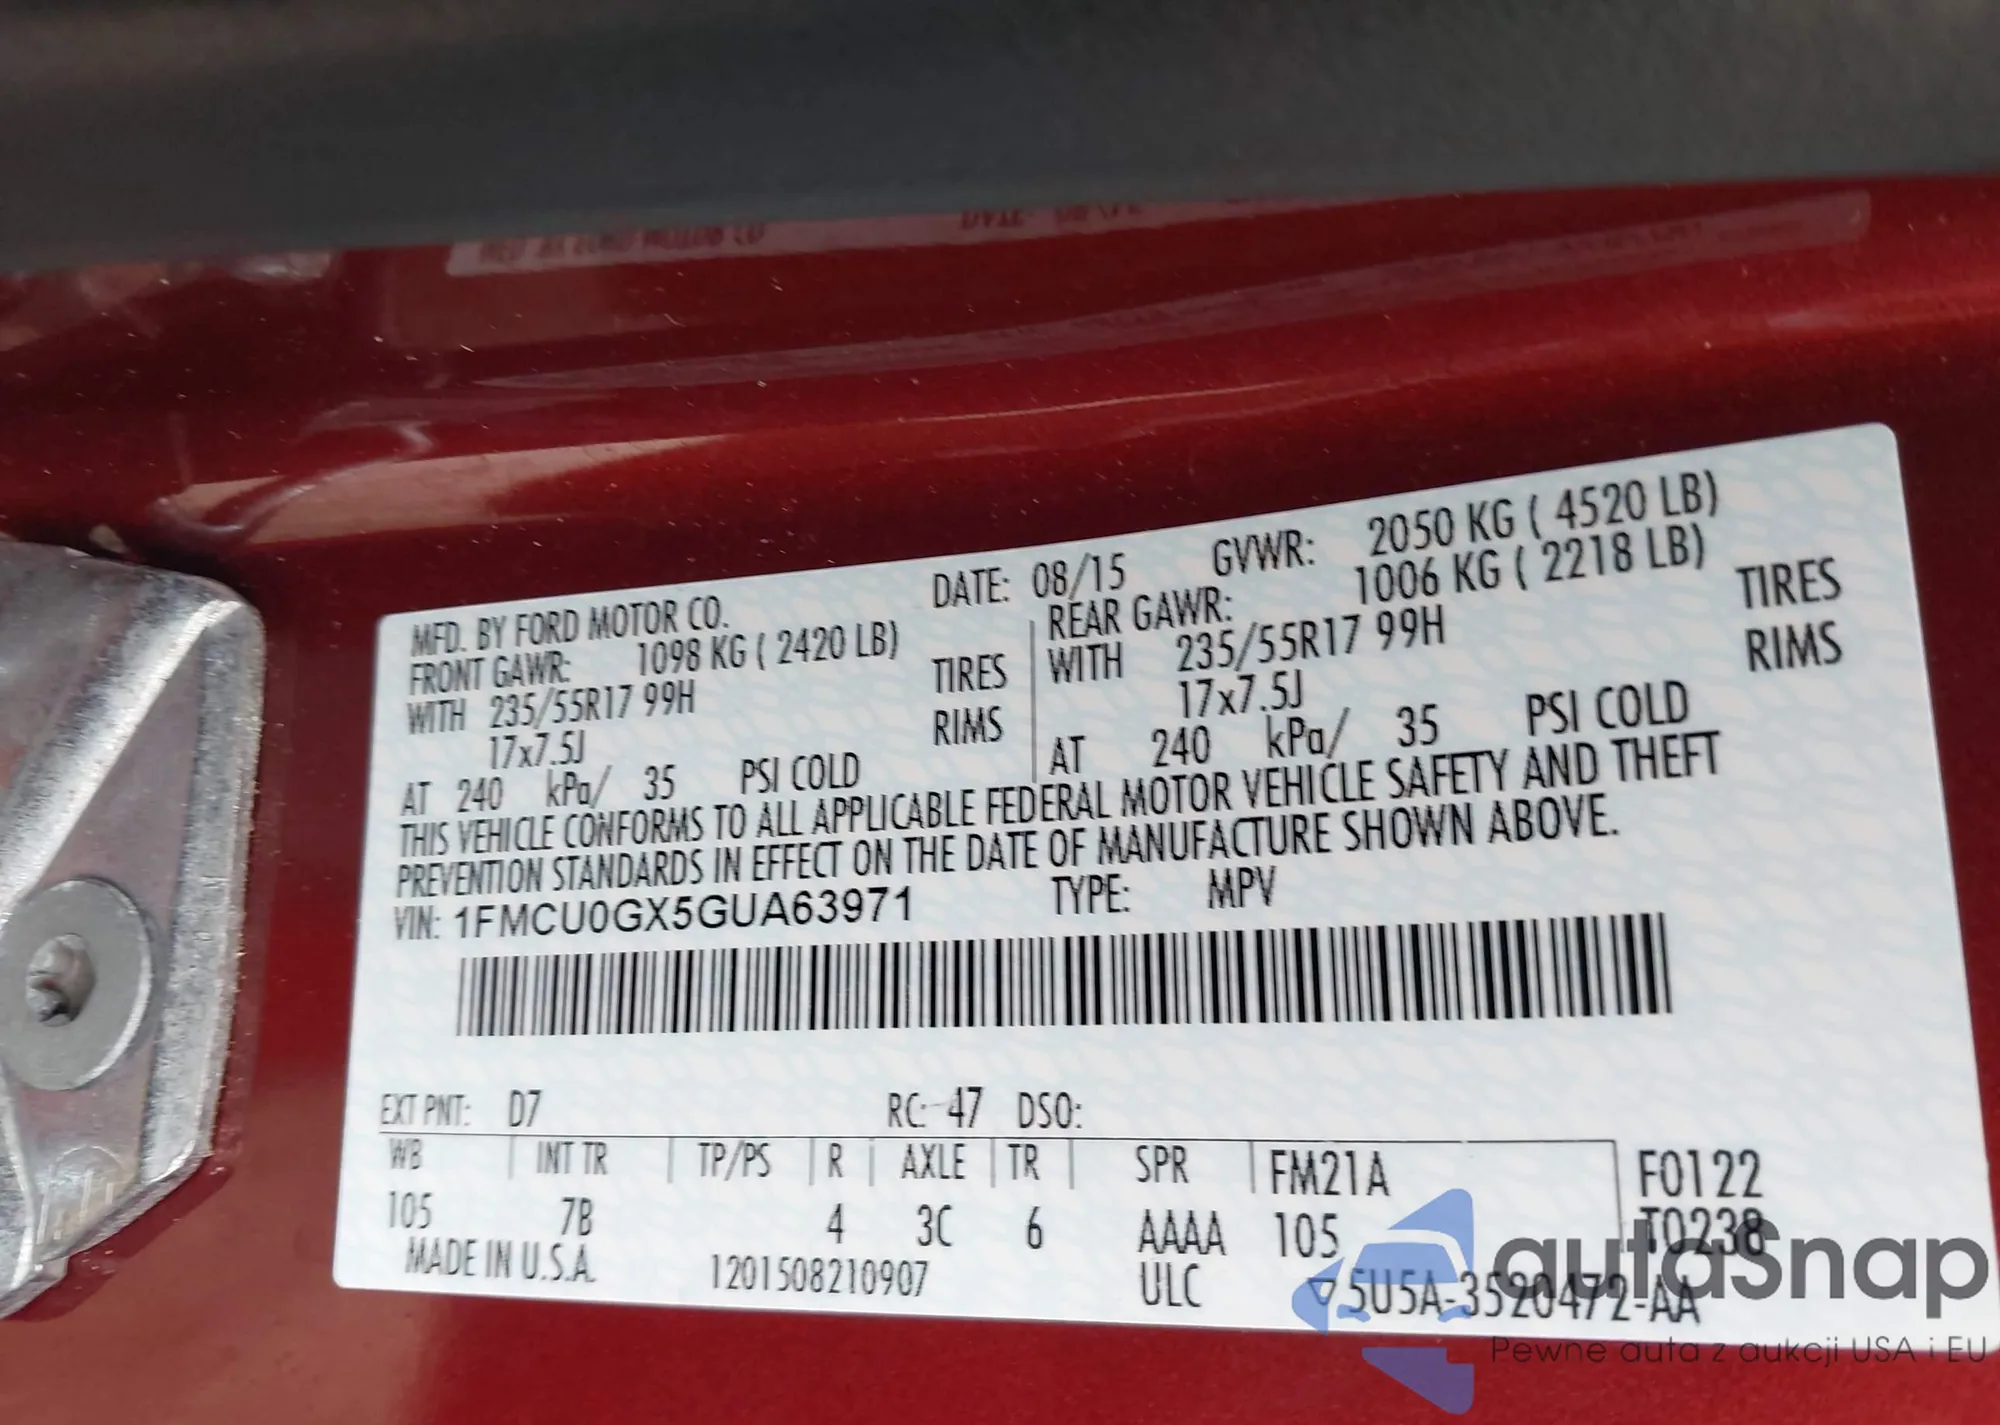 MFD. BY FORD MOTOR CO. DATE: 08/15 GVWR: 2050 KG ( 4520 LB)
FRONT GAWR: 1098 KG ( 2420 LB) REAR GAWR: 1006 KG ( 2218 LB)
WITH 235/55R17 99H TIRES WITH 235/55R17 99H TIRES
17x7.5J RIMS 17x7.5J RIMS
AT 240 kPa/ 35 PSI COLD AT 240 kPa/ 35 PSI COLD
THIS VEHICLE CONFORMS TO ALL APPLICABLE FEDERAL MOTOR VEHICLE SAFETY AND THEFT
PREVENTION STANDARDS IN EFFECT ON THE DATE OF MANUFACTURE SHOWN ABOVE.
VIN: 1FMCU0GX5GUA63971 TYPE: MPV
EXT PNT: D7 RC: 47 DSO:
WB INT TR TP/PS R AXLE TR SPR FM21A F0122
105 7B 4 3C 6 AAAA 105 T0238
MADE IN U.S.A. 1201508210907 ULC 5U5A-3520472-AA
autoSnap
Pewne auta z aukcji USA i EU